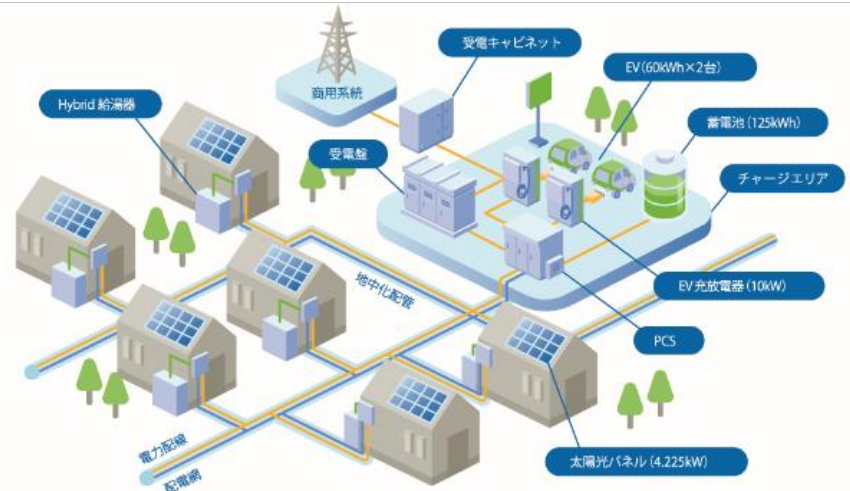 受電キャビネット
EV(60kWh×2台)
商用系統
Hybrid 給湯器
蓄電池(125kWh)
受電盤
チャージエリア
地中化配管
EV充放電器(10kW)
PCS
電力配線
太陽光パネル(4.225kW)
配電網